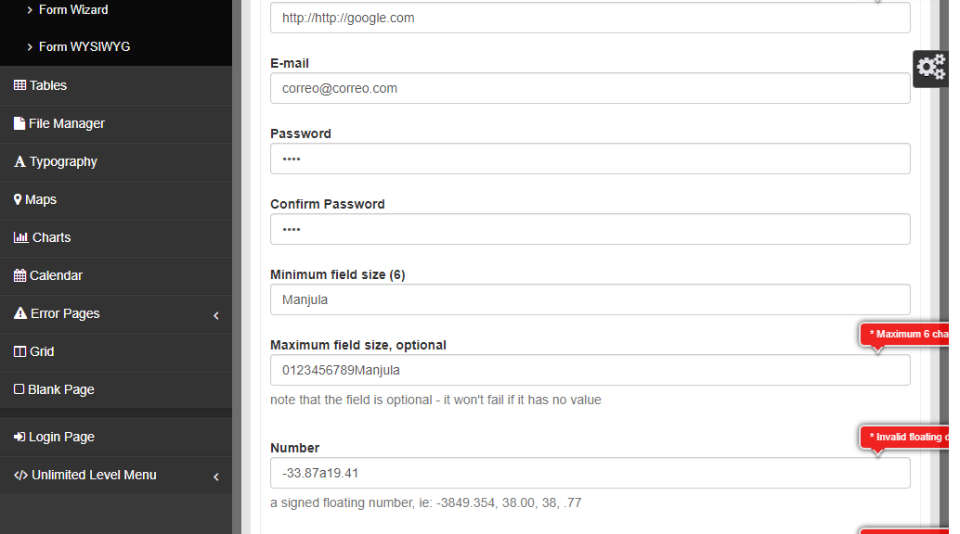 Form Wizard
Form WYSIWYG
Tables
File Manager
Typography
Maps
Charts
Calendar
Error Pages
Grid
Blank Page
Login Page
Unlimited Level Menu
http://http://google.com
E-mail
correo@correo.com
Password
••••
Confirm Password
••••
Minimum field size (6)
Manjula
* Maximum 6 cha
Maximum field size, optional
0123456789Manjula
note that the field is optional - it won't fail if it has no value
* Invalid floating d
Number
-33.87a19.41
a signed floating number, ie: -3849.354, 38.00, 38, .77